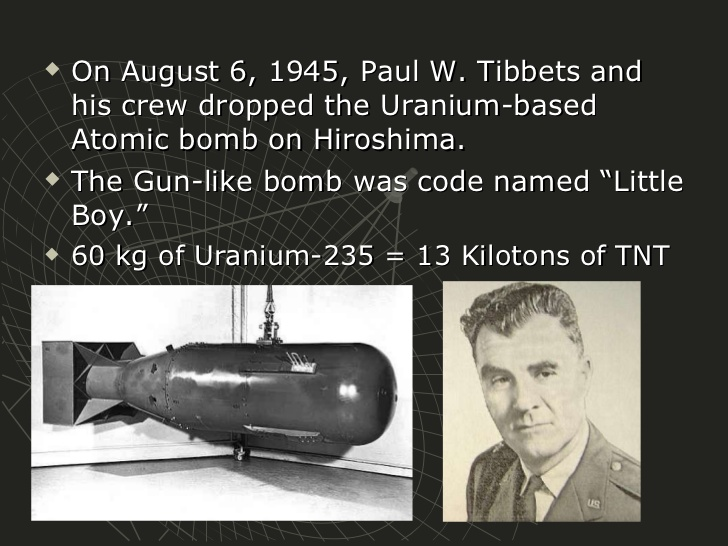 On August 6, 1945, Paul W. Tibbets and
his crew dropped the Uranium-based
Atomic bomb on Hiroshima.
The Gun-like bomb was code named “Little
Boy.”
60 kg of Uranium-235 = 13 Kilotons of TNT
US